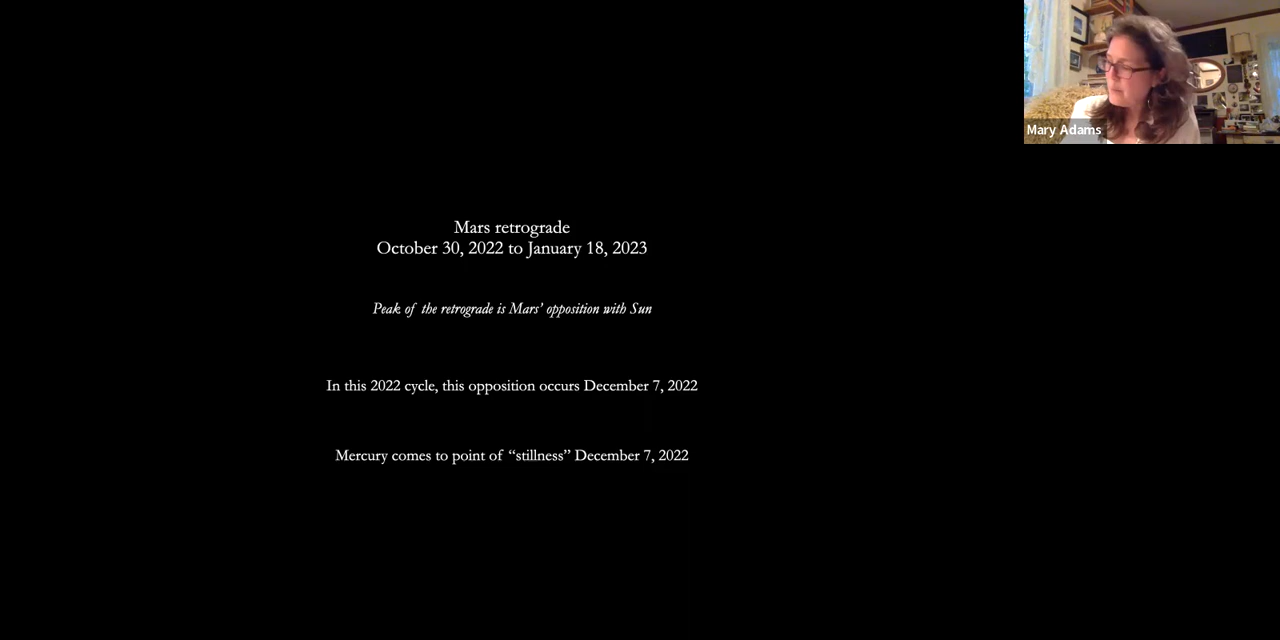 Mary Adams
Mars retrograde
October 30, 2022 to January 18, 2023
Peak of the retrograde is Mars’ opposition with Sun
In this 2022 cycle, this opposition occurs December 7, 2022
Mercury comes to point of “stillness” December 7, 2022